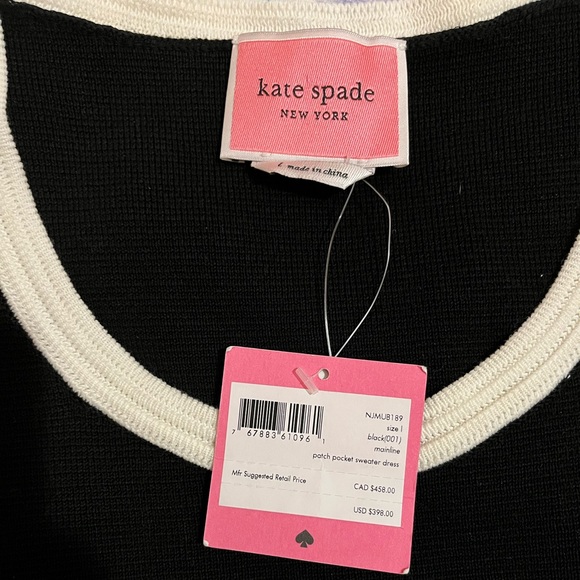 kate spade
NEW YORK
L made in china
NJMUB189
size l
black(001)
mainline
patch pocket sweater dress
7 67883 61096 1
Mfr Suggested Retail Price
CAD $458.00
USD $398.00